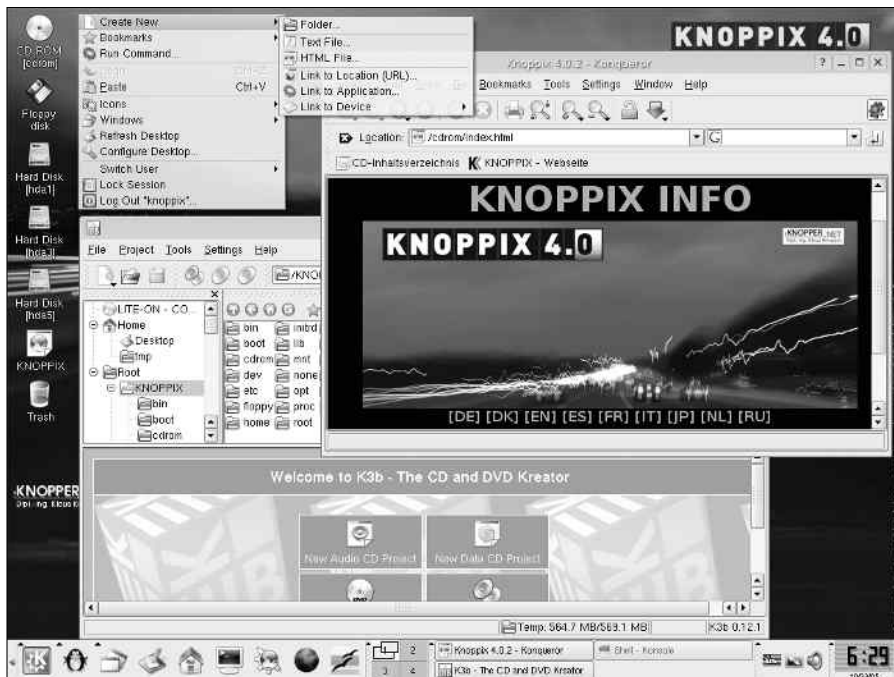 CD-ROM
[cdrom]
Floppy
disk
Hard Disk
[hda1]
Hard Disk
[hda3]
Hard Disk
[hda5]
KNOPPIX
Trash
KNOPPER
Create New
Bookmarks
Run Command...
Paste Ctrl+V
Icons
Windows
Refresh Desktop
Configure Desktop...
Switch User
Lock Session
Log Out "knoppix"...
Folder...
Text File...
HTML File...
Link to Location (URL)...
Link to Application...
Link to Device
KNOPPIX 4.0
Knoppix 4.0.2 - Konqueror
Bookmarks Tools Settings Window Help
Location: /cdrom/index.html
CD-Inhaltsverzeichnis KNOPPIX - Webseite
KNOPPIX INFO
KNOPPIX 4.0
KNOPPER.NET
[DE] [DK] [EN] [ES] [FR] [IT] [JP] [NL] [RU]
File Project Tools Settings Help
/KNO
LITE-ON - CO...
Home
Desktop
tmp
Root
KNOPPIX
bin
boot
cdrom
bin initrd
boot lib
cdrom mnt
dev none
etc opt
floppy proc
home root
Welcome to K3b - The CD and DVD Kreator
New Audio CD Project New Data CD Project
Temp: 564.7 MB/569.1 MB K3b 0.12.1
2
3 4
Knoppix 4.0.2 - Konqueror
Shell - Konsole
K3b - The CD and DVD Kreator
6:29